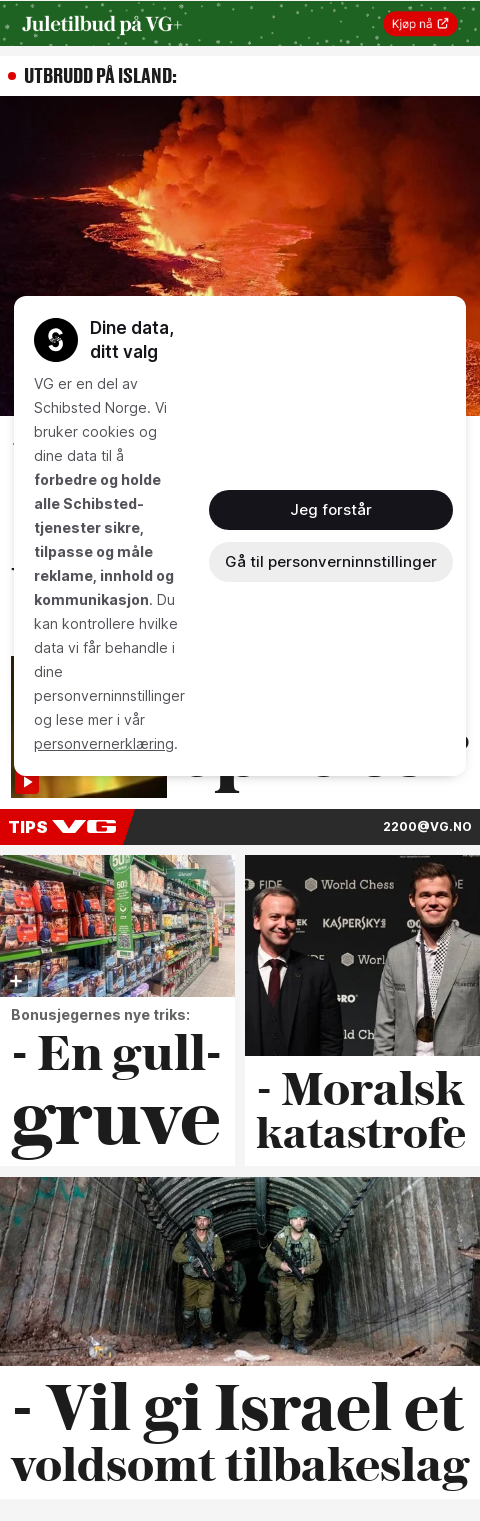 Juletilbud på VG+
Kjøp nå
UTBRUDD PÅ ISLAND:
Dine data,
ditt valg
VG er en del av
Schibsted Norge. Vi
bruker cookies og
dine data til å
forbedre og holde
alle Schibsted-
tjenester sikre,
tilpasse og måle
reklame, innhold og
kommunikasjon. Du
kan kontrollere hvilke
data vi får behandle i
dine
personverninnstillinger
og lese mer i vår
personvernerklæring.
Jeg forstår
Gå til personverninnstillinger
TIPS VG
2200@VG.NO
50%
FIDE
World Chess
KASPERSKY
World
FIDE
Bonusjegernes nye triks:
- En gull-
gruve
- Moralsk
katastrofe
- Vil gi Israel et
voldsomt tilbakeslag